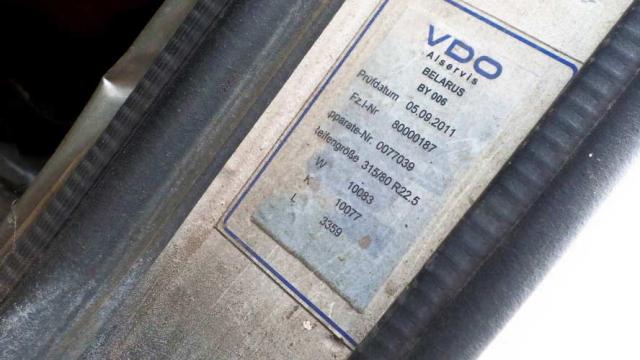 VDO
Alservis
BELARUS
BY 006
Prüfdatum 05.09.2011
Fz.I-Nr 80000187
pparate-Nr. 0077039
eifengröße 315/80 R22.5
W 10083
K 10077
L 3359